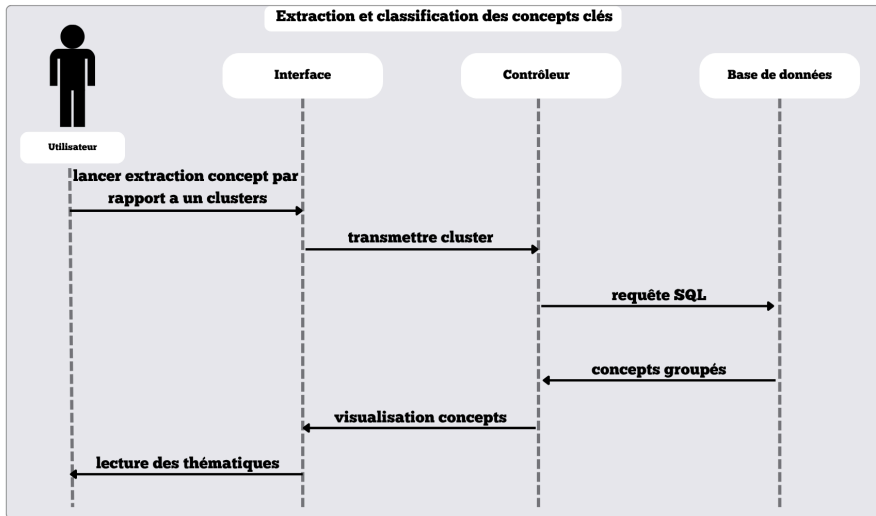 Extraction et classification des concepts clés
Interface
Contrôleur
Base de données
Utilisateur
lancer extraction concept par
rapport a un clusters
transmettre cluster
requête SQL
concepts groupés
visualisation concepts
lecture des thématiques